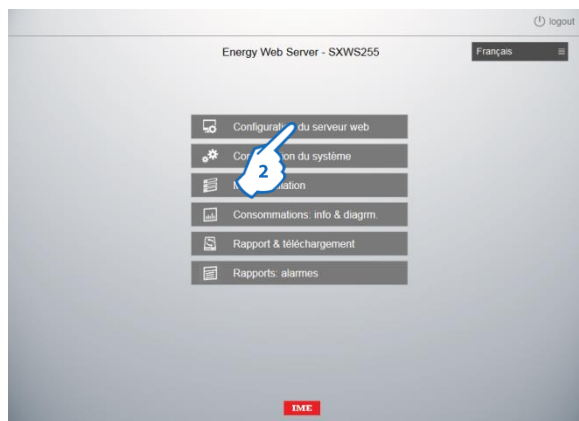 logout
Energy Web Server - SXWS255
Français
Configuration du serveur web
du système
2
Consommations: info & diagrm.
Rapport & téléchargement
Rapports: alarmes
IME